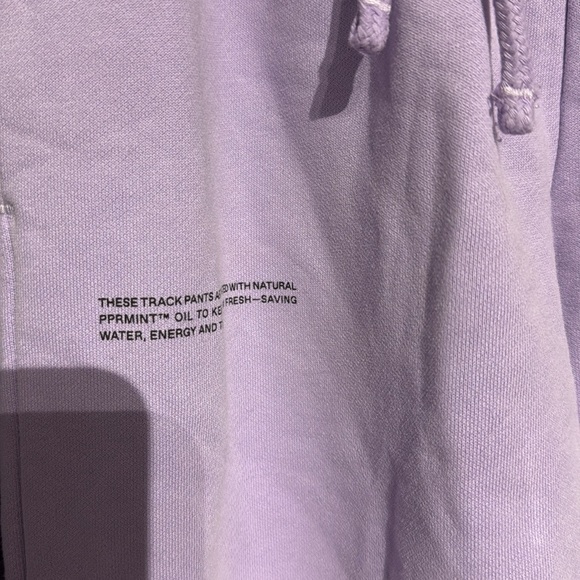 THESE TRACK PANTS WITH NATURAL
PPRMINT™ OIL TO FRESH—SAVING
WATER, ENERGY AND